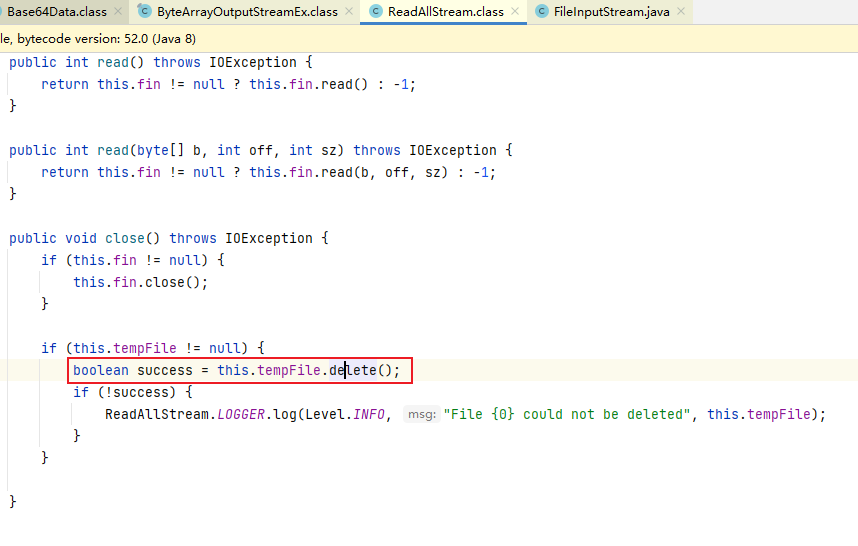 Base64Data.class ByteArrayOutputStreamEx.class ReadAllStream.class FileInputStream.java
le, bytecode version: 52.0 (Java 8)
public int read() throws IOException {
return this.fin != null ? this.fin.read() : -1;
}
public int read(byte[] b, int off, int sz) throws IOException {
return this.fin != null ? this.fin.read(b, off, sz) : -1;
}
public void close() throws IOException {
if (this.fin != null) {
this.fin.close();
}
if (this.tempFile != null) {
boolean success = this.tempFile.delete();
if (!success) {
ReadAllStream.LOGGER.log(Level.INFO, msg: "File {0} could not be deleted", this.tempFile);
}
}
}